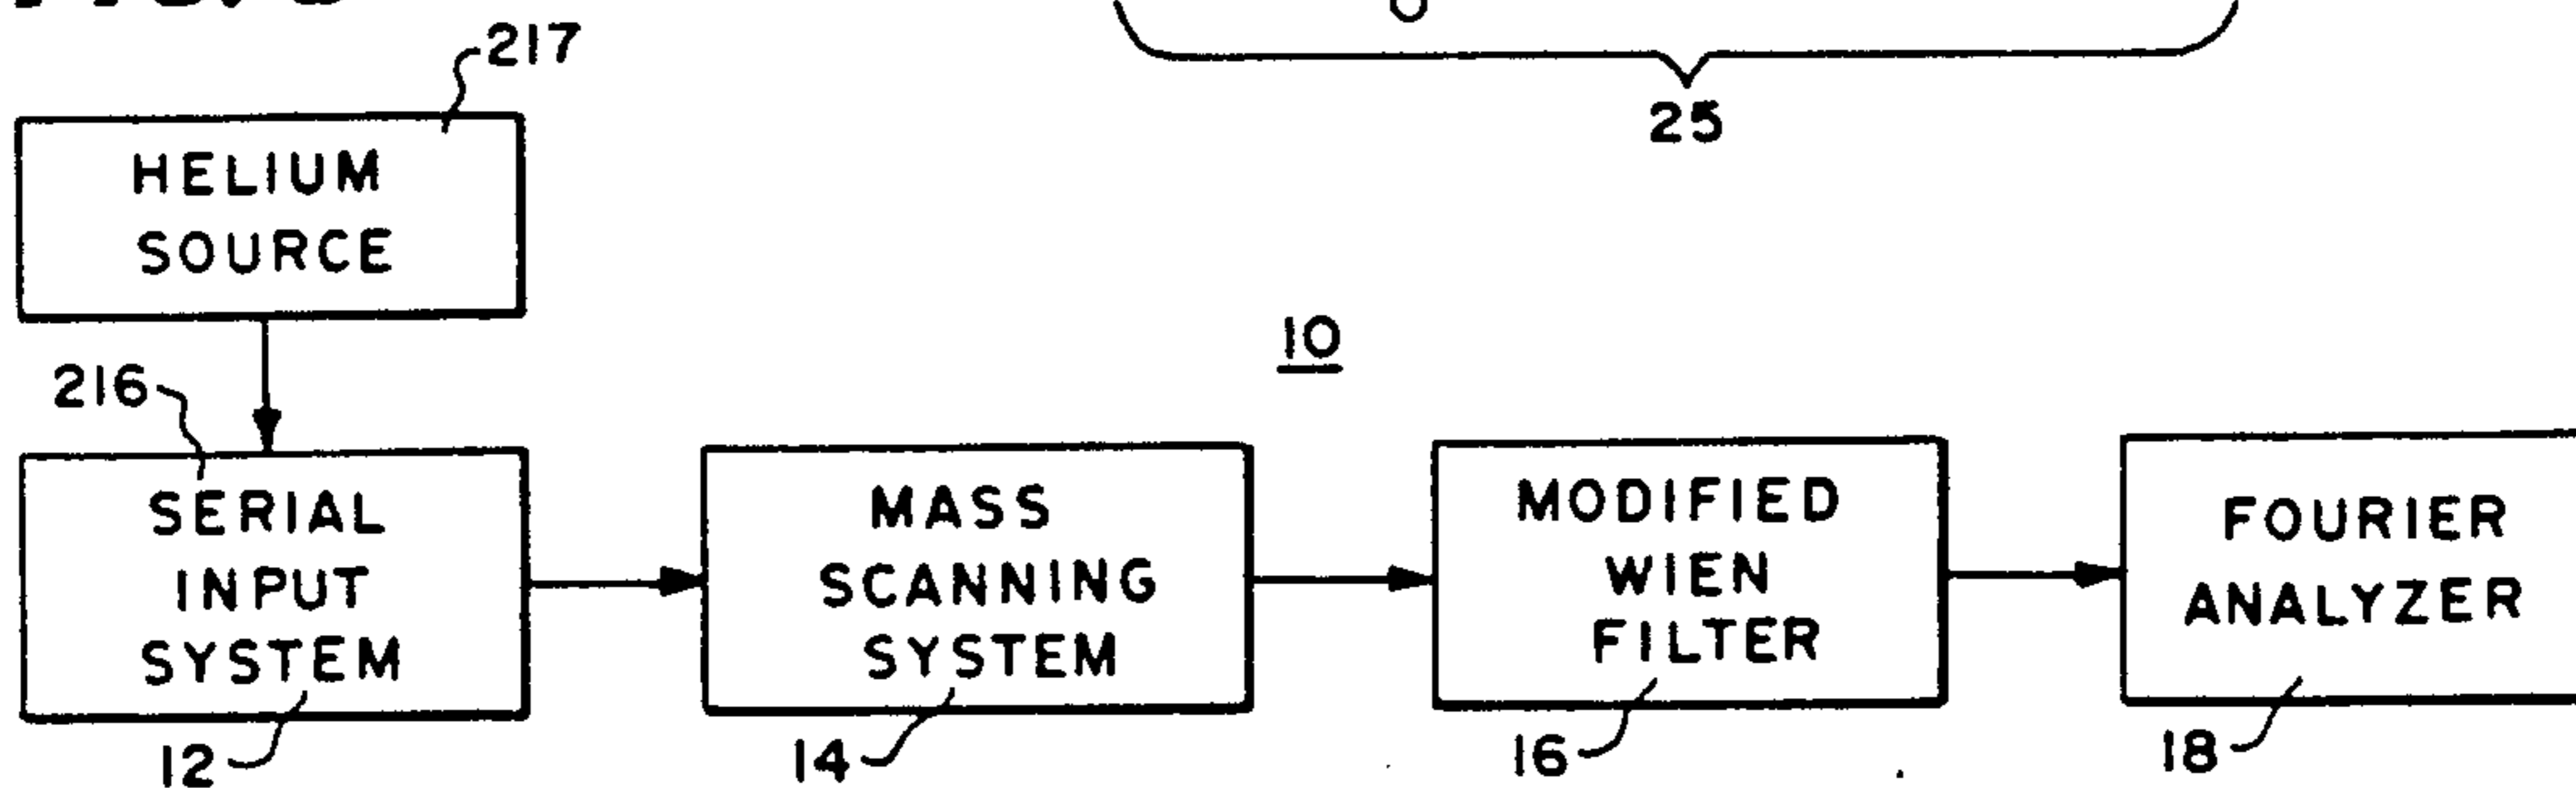 217
25
HELIUM
SOURCE
10
216
SERIAL
INPUT
SYSTEM
12
MASS
SCANNING
SYSTEM
14
MODIFIED
WIEN
FILTER
16
FOURIER
ANALYZER
18